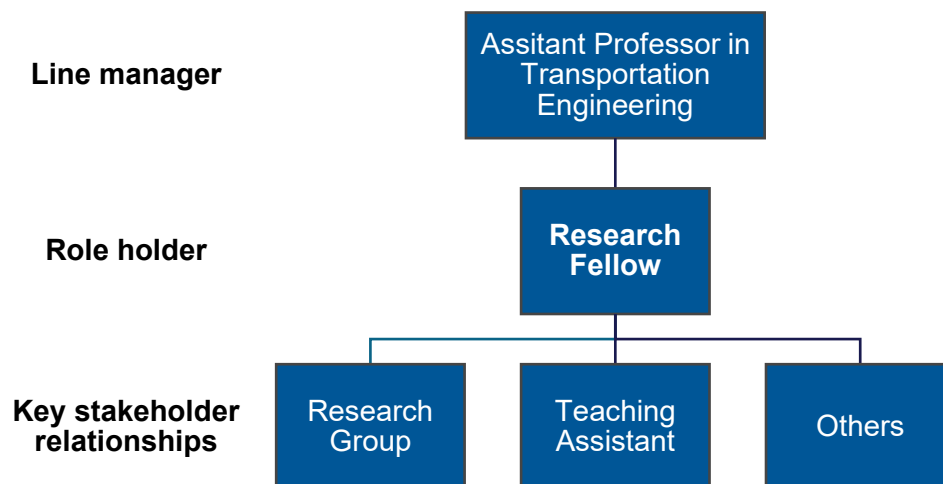 Line manager
Assitant Professor in
Transportation
Engineering
Role holder
Research
Fellow
Key stakeholder
relationships
Research
Group
Teaching
Assistant
Others